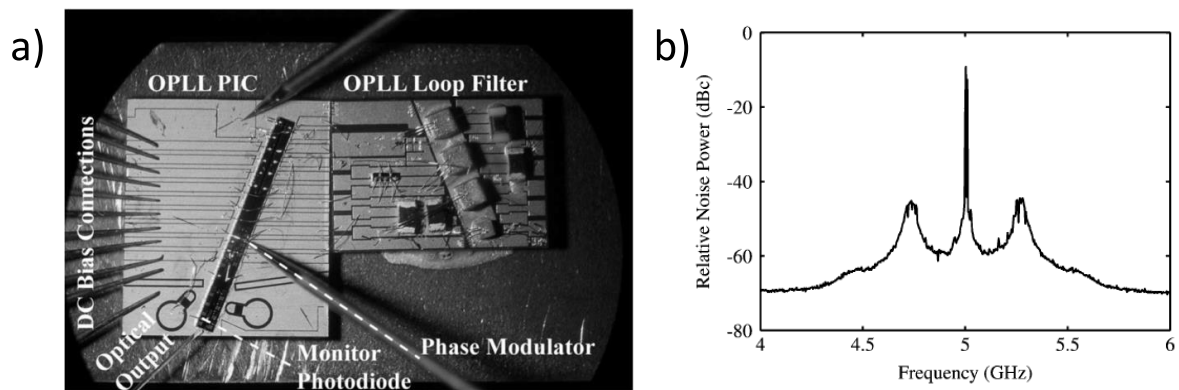 a)
OPLL PIC
OPLL Loop Filter
DC Bias Connections
Optical
Output
Monitor
Photodiode
Phase Modulator
b)
Relative Noise Power (dBc)
0
-20
-40
-60
-80
4
4.5
5
5.5
6
Frequency (GHz)